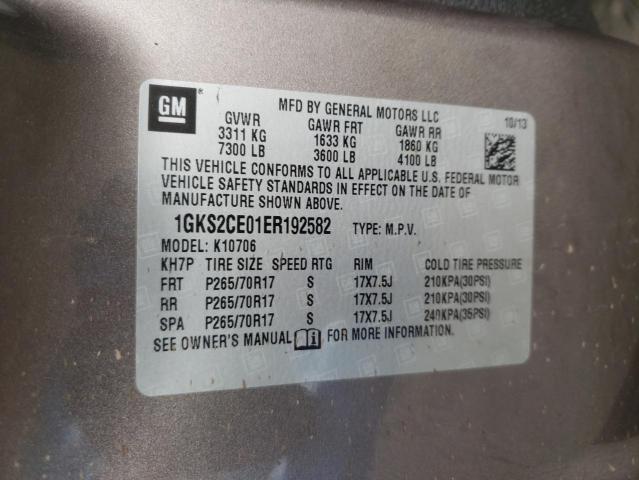 GM
®
MFD BY GENERAL MOTORS LLC
10/13
GVWR GAWR FRT GAWR RR
3311 KG 1633 KG 1860 KG
7300 LB 3600 LB 4100 LB
THIS VEHICLE CONFORMS TO ALL APPLICABLE U.S. FEDERAL MOTOR
VEHICLE SAFETY STANDARDS IN EFFECT ON THE DATE OF
MANUFACTURE SHOWN ABOVE.
1GKS2CE01ER192582 TYPE: M.P.V.
MODEL: K10706
KH7P TIRE SIZE SPEED RTG RIM COLD TIRE PRESSURE
FRT P265/70R17 S 17X7.5J 210KPA(30PSI)
RR P265/70R17 S 17X7.5J 210KPA(30PSI)
SPA P265/70R17 S 17X7.5J 240KPA(35PSI)
SEE OWNER'S MANUAL FOR MORE INFORMATION.